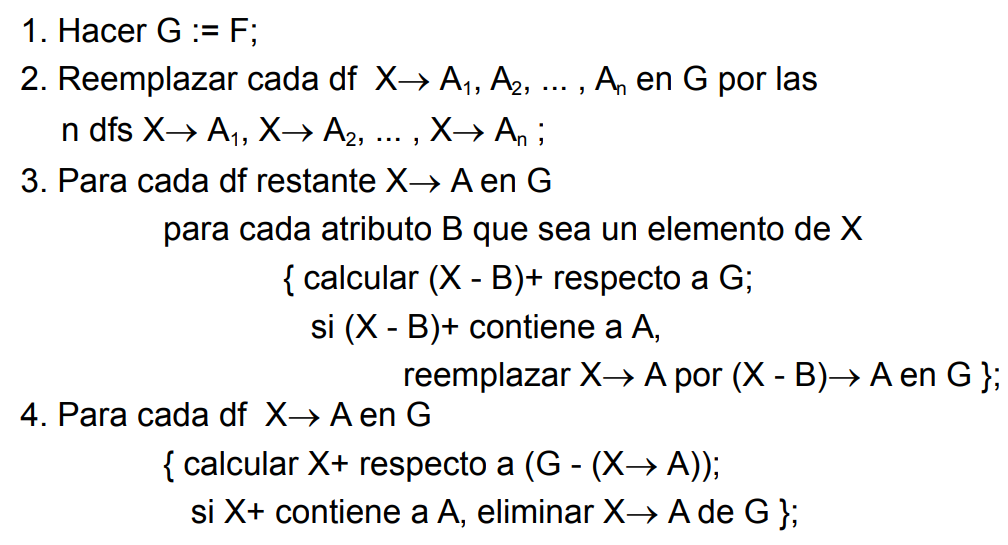 1. Hacer G := F;
2. Reemplazar cada df X→ A₁, A₂, ... , Aₙ en G por las
n dfs X→ A₁, X→ A₂, ... , X→ Aₙ ;
3. Para cada df restante X→ A en G
para cada atributo B que sea un elemento de X
{ calcular (X - B)+ respecto a G;
si (X - B)+ contiene a A,
reemplazar X→ A por (X - B)→ A en G };
4. Para cada df X→ A en G
{ calcular X+ respecto a (G - (X→ A));
si X+ contiene a A, eliminar X→ A de G };